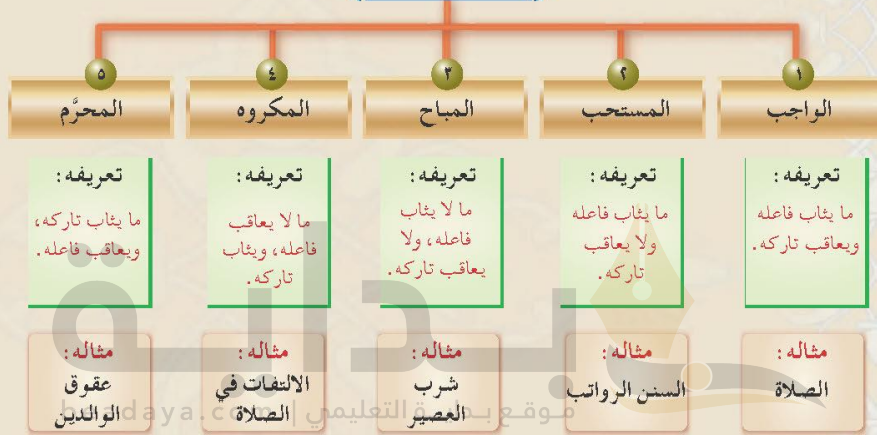 ١
الواجب
تعريفه:
ما يثاب فاعله
ويعاقب تاركه.
مثاله:
الصلاة
٢
المستحب
تعريفه:
ما يثاب فاعله
ولا يعاقب
تاركه.
مثاله:
السنن الرواتب
٣
المباح
تعريفه:
ما لا يثاب
فاعله، ولا
يعاقب تاركه.
مثاله:
شرب
العصير
٤
المكروه
تعريفه:
ما لا يعاقب
فاعله، ويثاب
تاركه.
مثاله:
الالتفات في
الصلاة
٥
المحرَّم
تعريفه:
ما يثاب تاركه،
ويعاقب فاعله.
مثاله:
عقوق
الوالدين
بداية
موقع بداية التعليمي |